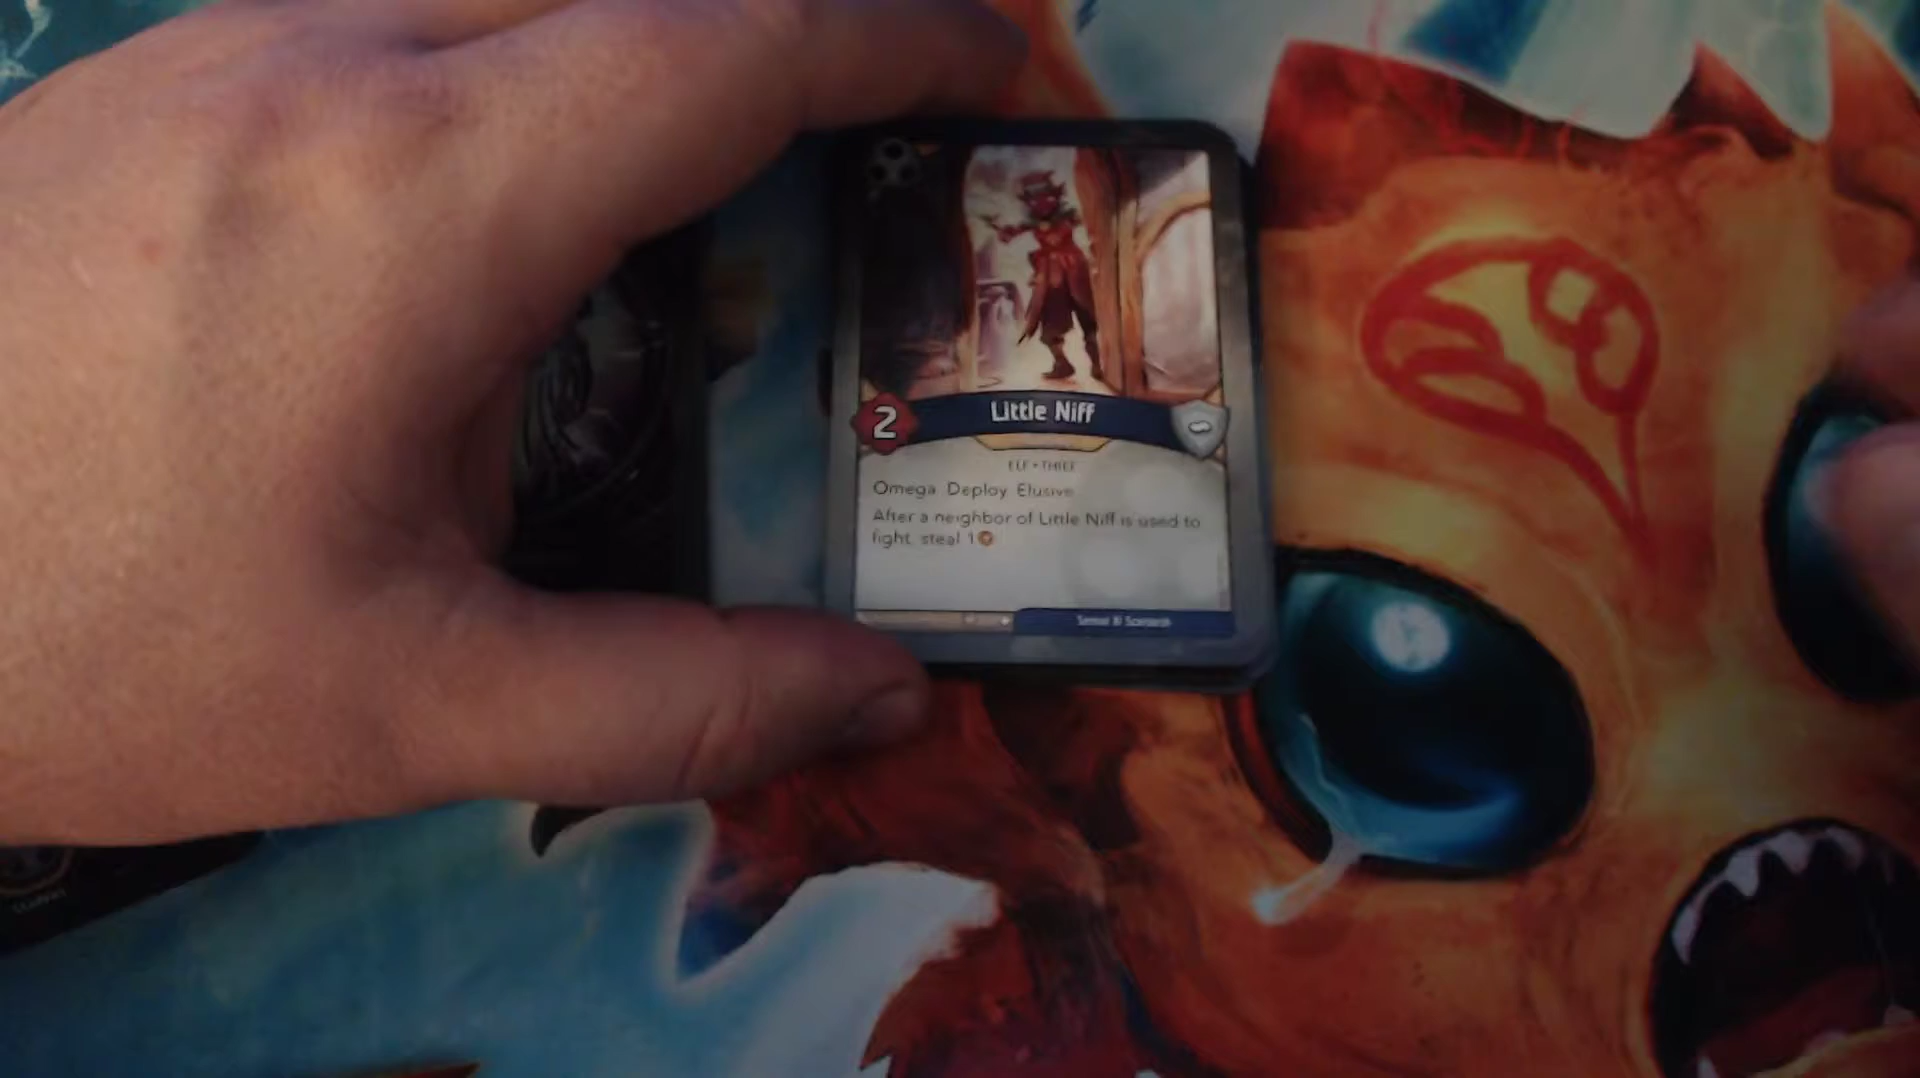 Little Niff
2
ELF • THIEF
Omega Deploy Elusive
After a neighbor of Little Niff is used to
fight, steal 1